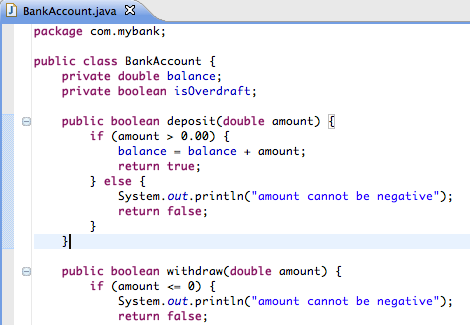 BankAccount.java
package com.mybank;
public class BankAccount {
    private double balance;
    private boolean isOverdraft;
    public boolean deposit(double amount) {
        if (amount > 0.00) {
            balance = balance + amount;
            return true;
        } else {
            System.out.println("amount cannot be negative");
            return false;
        }
    }
    public boolean withdraw(double amount) {
        if (amount <= 0) {
            System.out.println("amount cannot be negative");
            return false;